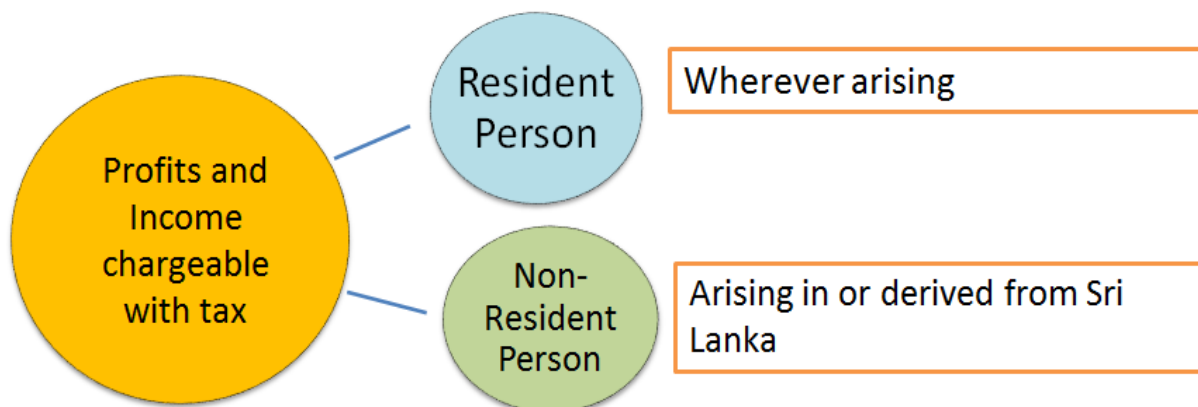 Profits and
Income
chargeable
with tax
Resident
Person
Wherever arising
Non-
Resident
Person
Arising in or derived from Sri
Lanka